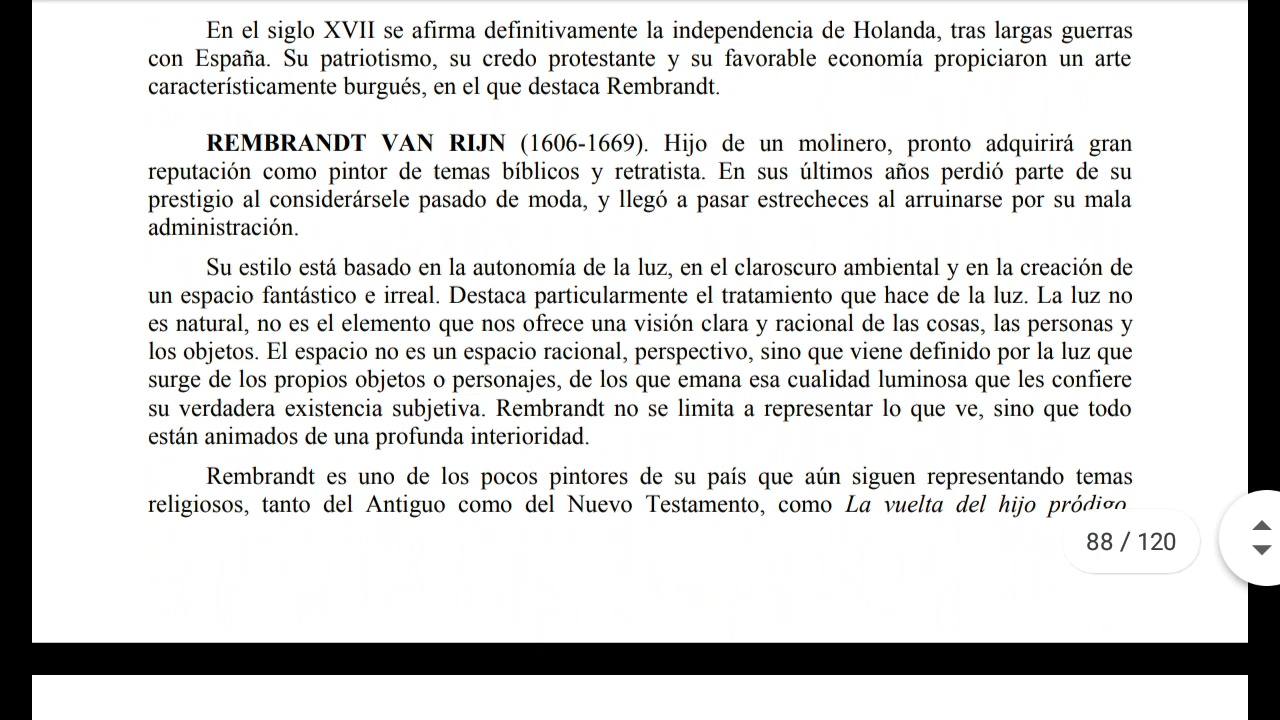 En el siglo XVII se afirma definitivamente la independencia de Holanda, tras largas guerras
con España. Su patriotismo, su credo protestante y su favorable economía propiciaron un arte
característicamente burgués, en el que destaca Rembrandt.
REMBRANDT VAN RIJN (1606-1669). Hijo de un molinero, pronto adquirirá gran
reputación como pintor de temas bíblicos y retratista. En sus últimos años perdió parte de su
prestigio al considerársele pasado de moda, y llegó a pasar estrecheces al arruinarse por su mala
administración.
Su estilo está basado en la autonomía de la luz, en el claroscuro ambiental y en la creación de
un espacio fantástico e irreal. Destaca particularmente el tratamiento que hace de la luz. La luz no
es natural, no es el elemento que nos ofrece una visión clara y racional de las cosas, las personas y
los objetos. El espacio no es un espacio racional, perspectivo, sino que viene definido por la luz que
surge de los propios objetos o personajes, de los que emana esa cualidad luminosa que les confiere
su verdadera existencia subjetiva. Rembrandt no se limita a representar lo que ve, sino que todo
están animados de una profunda interioridad.
Rembrandt es uno de los pocos pintores de su país que aún siguen representando temas
religiosos, tanto del Antiguo como del Nuevo Testamento, como La vuelta del hijo pródigo,
88 / 120